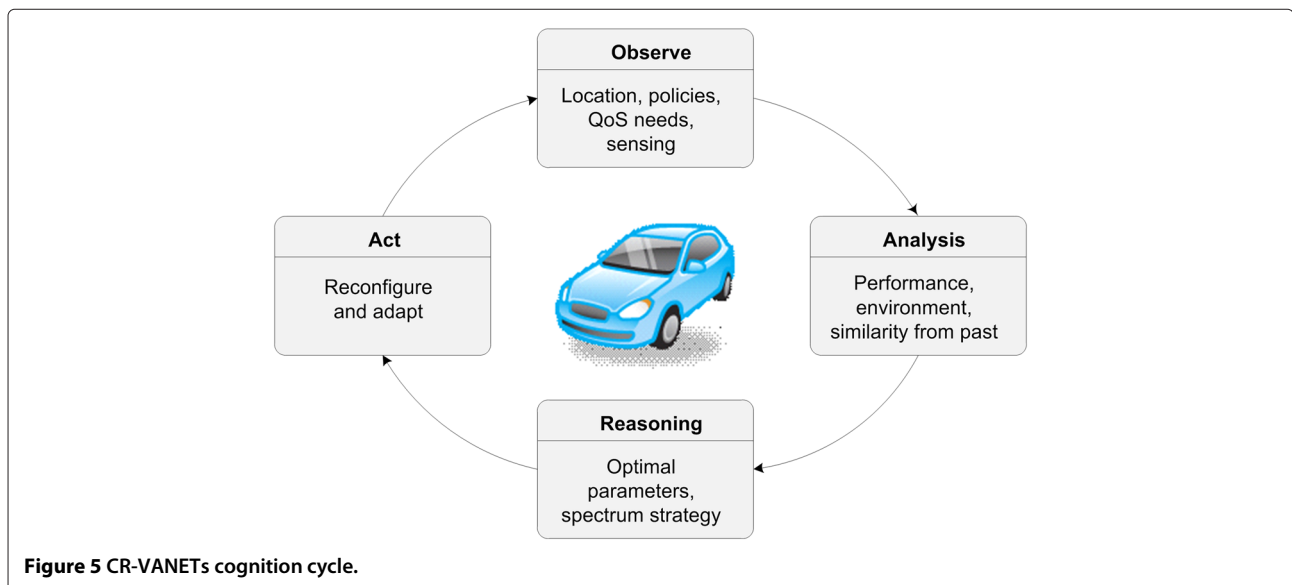 Observe
Location, policies,
QoS needs,
sensing
Act
Reconfigure
and adapt
Analysis
Performance,
environment,
similarity from past
Reasoning
Optimal
parameters,
spectrum strategy
Figure 5 CR-VANETs cognition cycle.